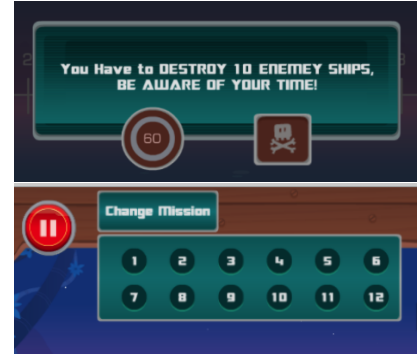 You Have to DESTROY 10 ENEMEY SHIPS,
BE AWARE OF YOUR TIME!
60
Change Mission
1 2 3 4 5 6
7 8 9 10 11 12